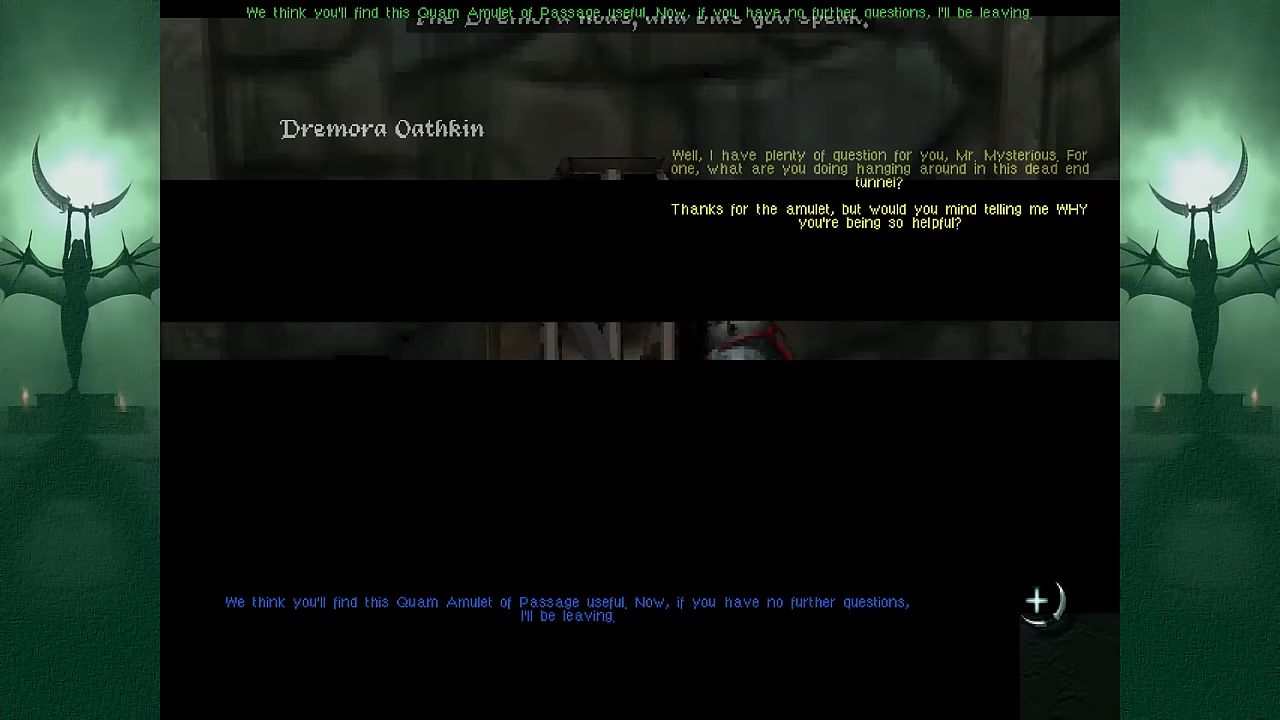 We think you'll find this Quam Amulet of Passage useful. Now, if you have no further questions, I'll be leaving.
Dremora Oathkin
Well, I have plenty of question for you, Mr. Mysterious. For
one, what are you doing hanging around in this dead end
tunnel?
Thanks for the amulet, but would you mind telling me WHY
you're being so helpful?
We think you'll find this Quam Amulet of Passage useful. Now, if you have no further questions,
I'll be leaving.